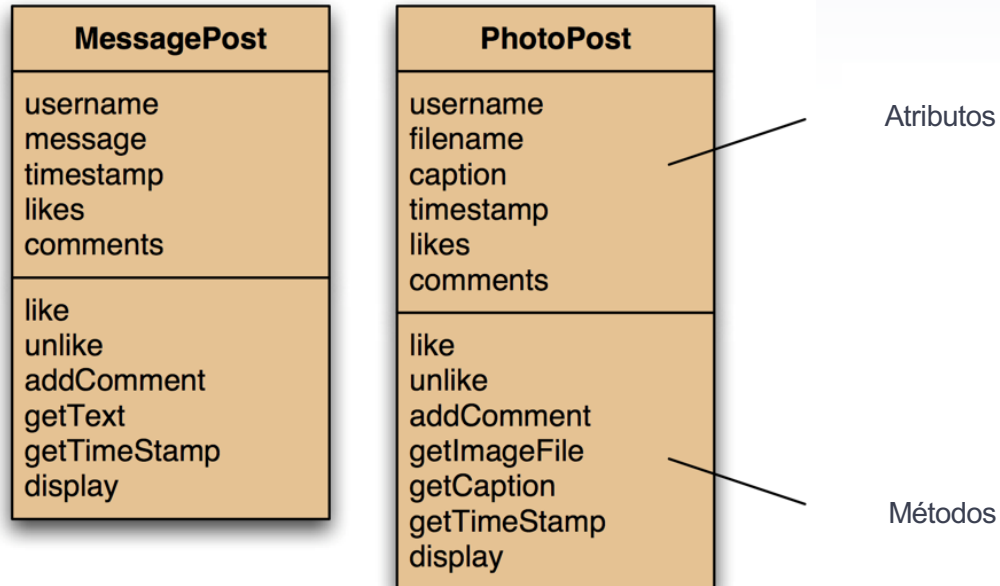 MessagePost
username
message
timestamp
likes
comments
like
unlike
addComment
getText
getTimeStamp
display
PhotoPost
username
filename
caption
timestamp
likes
comments
like
unlike
addComment
getImageFile
getCaption
getTimeStamp
display
Atributos
Métodos